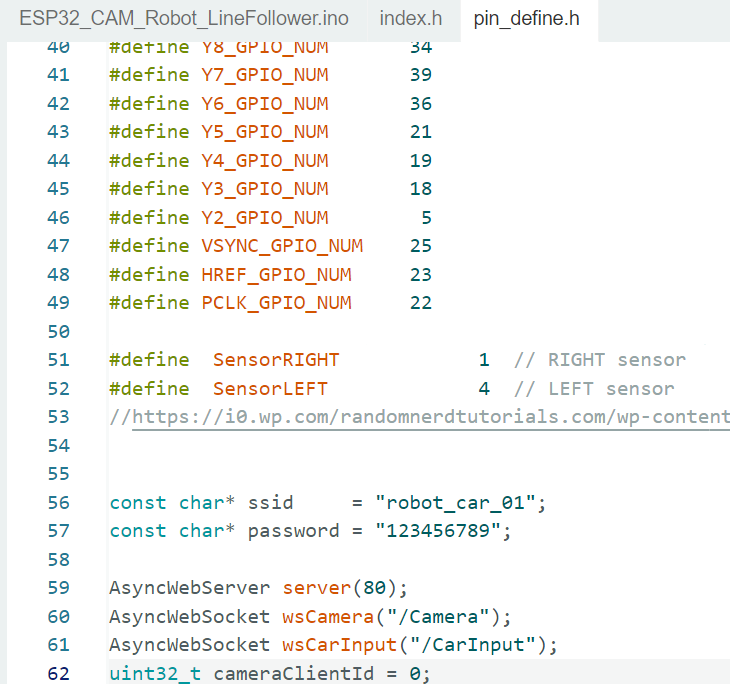 ESP32_CAM_Robot_LineFollower.ino index.h pin_define.h
40 #define Y8_GPIO_NUM 34
41 #define Y7_GPIO_NUM 39
42 #define Y6_GPIO_NUM 36
43 #define Y5_GPIO_NUM 21
44 #define Y4_GPIO_NUM 19
45 #define Y3_GPIO_NUM 18
46 #define Y2_GPIO_NUM 5
47 #define VSYNC_GPIO_NUM 25
48 #define HREF_GPIO_NUM 23
49 #define PCLK_GPIO_NUM 22
50
51 #define SensorRIGHT 1 // RIGHT sensor
52 #define SensorLEFT 4 // LEFT sensor
53 //https://i0.wp.com/randomnerdtutorials.com/wp-content
54
55
56 const char* ssid = "robot_car_01";
57 const char* password = "123456789";
58
59 AsyncWebServer server(80);
60 AsyncWebSocket wsCamera("/Camera");
61 AsyncWebSocket wsCarInput("/CarInput");
62 uint32_t cameraClientId = 0;